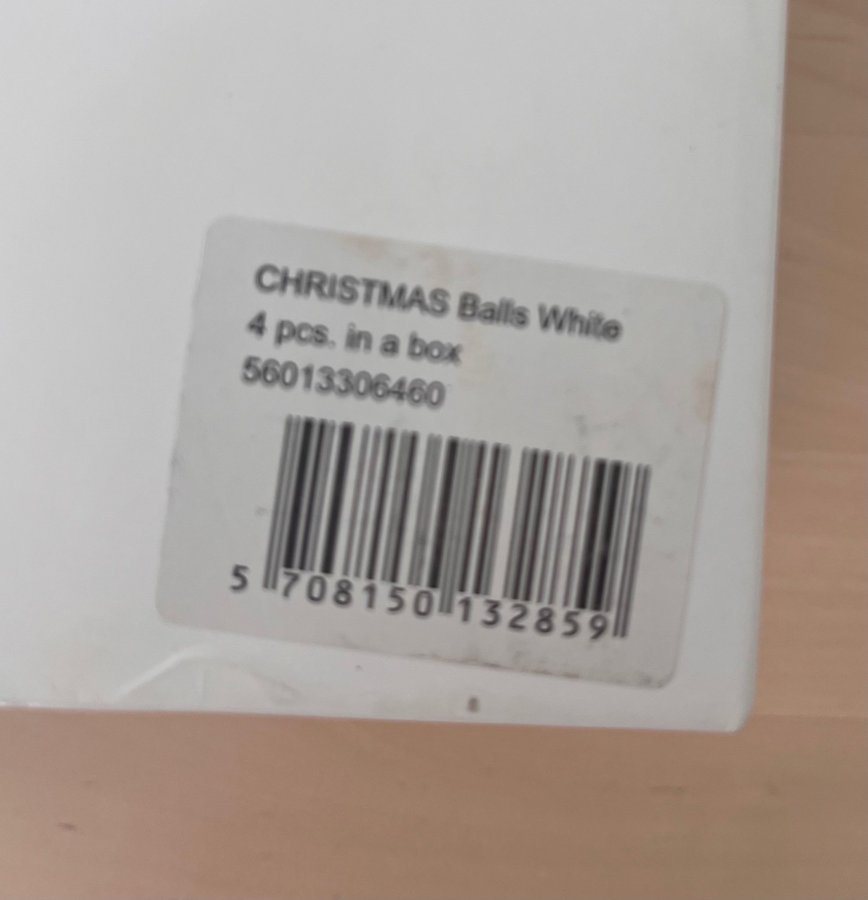 CHRISTMAS Balls White
4 pcs. in a box
56013306460
5 708150 132859